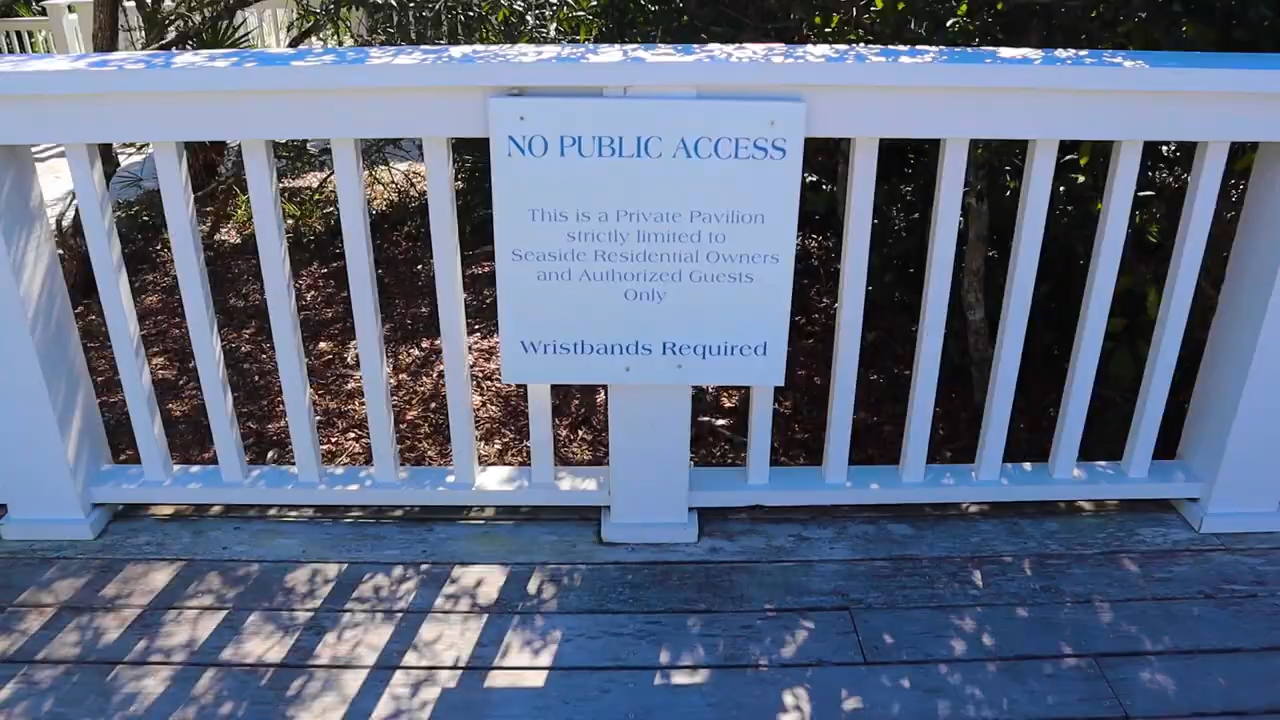 NO PUBLIC ACCESS
This is a Private Pavilion
strictly limited to
Seaside Residential Owners
and Authorized Guests
Only
Wristbands Required